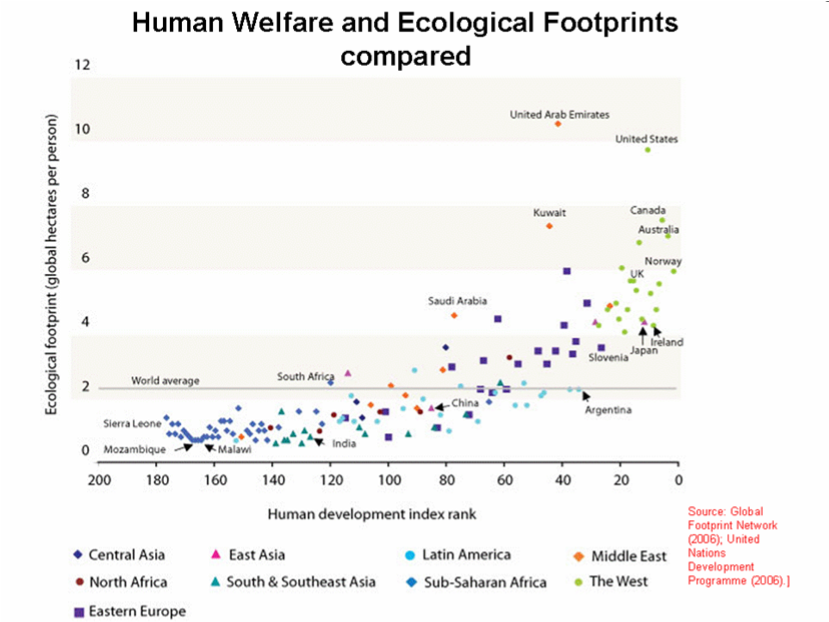 Human Welfare and Ecological Footprints
compared
12
10
8
6
4
2
0
Ecological footprint (global hectares per person)
United Arab Emirates
United States
Kuwait
Canada
Australia
Norway
UK
Saudi Arabia
Ireland
Japan
Slovenia
South Africa
World average
China
Argentina
Sierra Leone
India
Mozambique
Malawi
200
180
160
140
120
100
80
60
40
20
0
Human development index rank
Central Asia
East Asia
Latin America
Middle East
North Africa
South & Southeast Asia
Sub-Saharan Africa
The West
Eastern Europe
Source: Global
Footprint Network
(2006); United
Nations
Development
Programme (2006).]